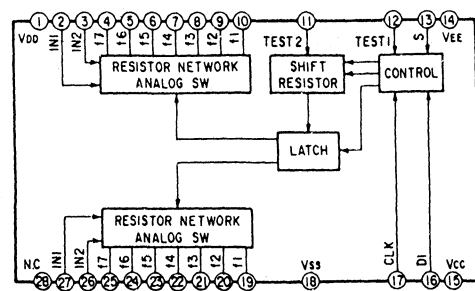 1 2 3 4 5 6 7 8 9 10 11 12 13 14
VDD IN1 IN2 f7 f6 f5 f4 f3 f2 f1 TEST2 TEST1 S VEE
RESISTOR NETWORK
ANALOG SW
SHIFT
RESISTOR
CONTROL
LATCH
RESISTOR NETWORK
ANALOG SW
N.C IN1 IN2 f7 f6 f5 f4 f3 f2 f1 VSS CLK DI VCC
28 27 26 25 24 23 22 21 20 19 18 17 16 15